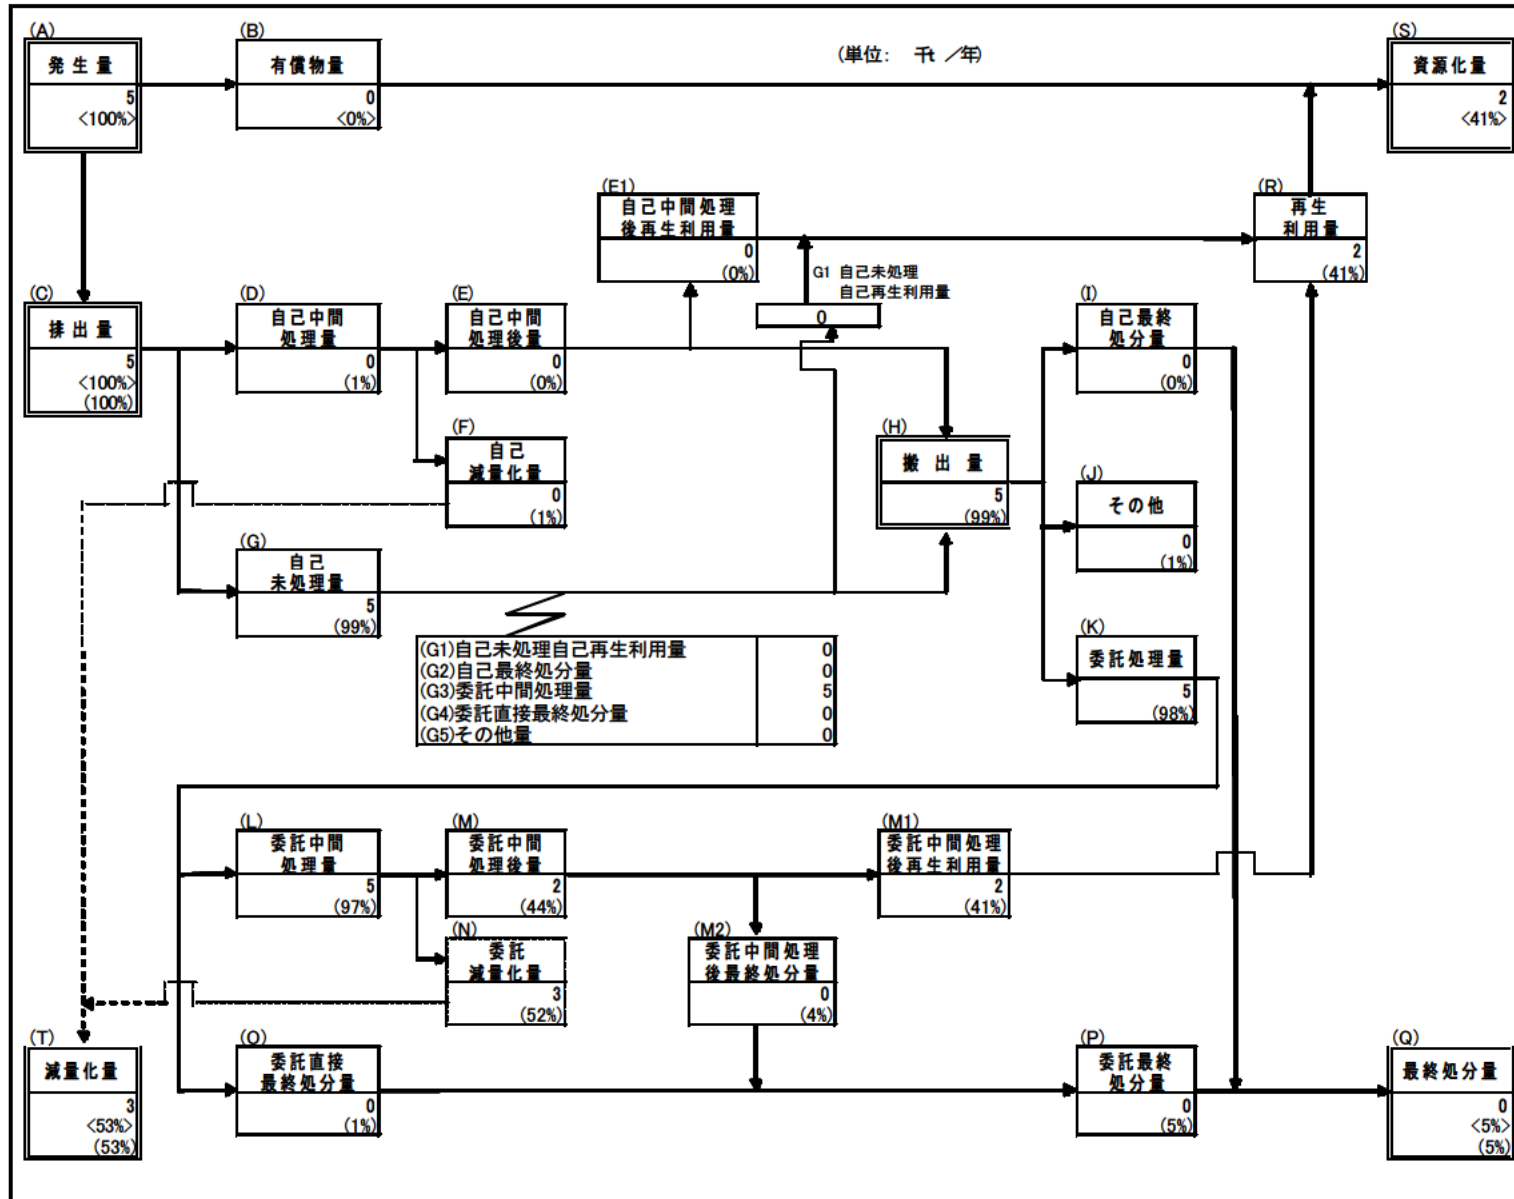 (A)
発生量
5
<100%>
(B)
有償物量
0
<0%>
(単位： 千t ／年)
(S)
資源化量
2
<41%>
(E1)
自己中間処理
後再生利用量
0
(0%)
(R)
再生
利用量
2
(41%)
G1 自己未処理
自己再生利用量
0
(C)
排出量
5
<100%>
(100%)
(D)
自己中間
処理量
0
(1%)
(E)
自己中間
処理後量
0
(0%)
(I)
自己最終
処分量
0
(0%)
(F)
自己
減量化量
0
(1%)
(H)
搬出量
5
(99%)
(J)
その他
0
(1%)
(G)
自己
未処理量
5
(99%)
(G1)自己未処理自己再生利用量 0
(G2)自己最終処分量 0
(G3)委託中間処理量 5
(G4)委託直接最終処分量 0
(G5)その他量 0
(K)
委託処理量
5
(98%)
(L)
委託中間
処理量
5
(97%)
(M)
委託中間
処理後量
2
(44%)
(M1)
委託中間処理
後再生利用量
2
(41%)
(N)
委託
減量化量
3
(52%)
(M2)
委託中間処理
後最終処分量
0
(4%)
(T)
減量化量
3
<53%>
(53%)
(O)
委託直接
最終処分量
0
(1%)
(P)
委託最終
処分量
0
(5%)
(Q)
最終処分量
0
<5%>
(5%)